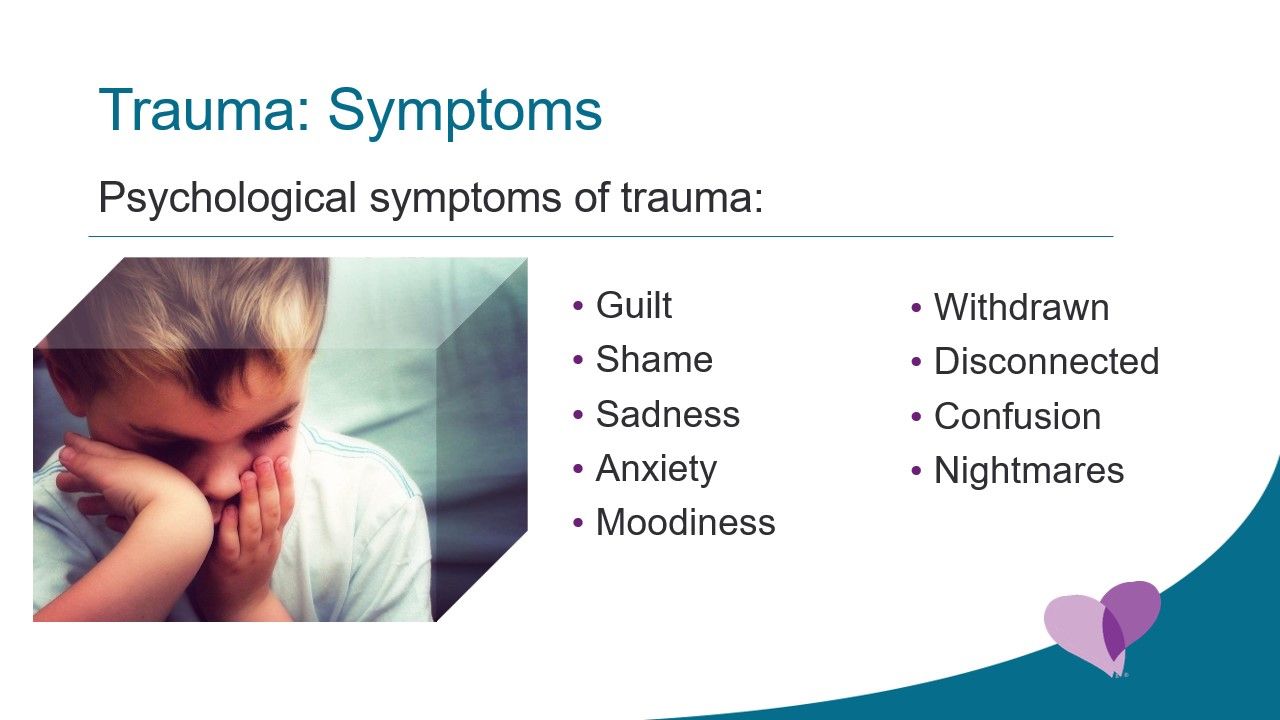 Trauma: Symptoms
Psychological symptoms of trauma:
• Guilt
• Shame
• Sadness
• Anxiety
• Moodiness
• Withdrawn
• Disconnected
• Confusion
• Nightmares